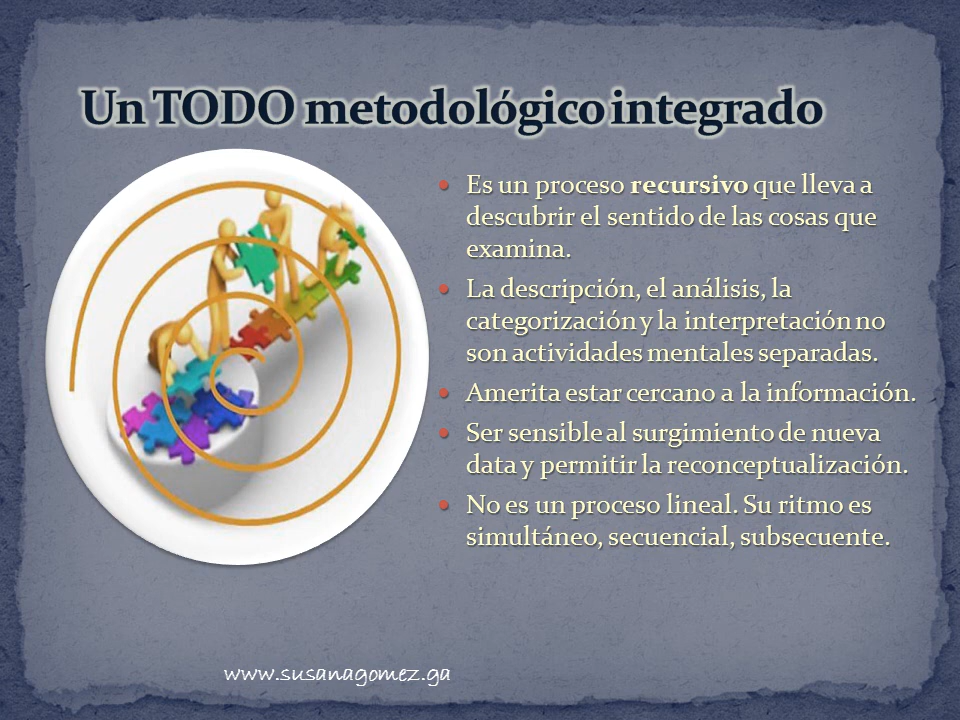 Un TODO metodológico integrado
Es un proceso recursivo que lleva a
descubrir el sentido de las cosas que
examina.
La descripción, el análisis, la
categorización y la interpretación no
son actividades mentales separadas.
Amerita estar cercano a la información.
Ser sensible al surgimiento de nueva
data y permitir la reconceptualización.
No es un proceso lineal. Su ritmo es
simultáneo, secuencial, subsecuente.
www.susanagomez.ga